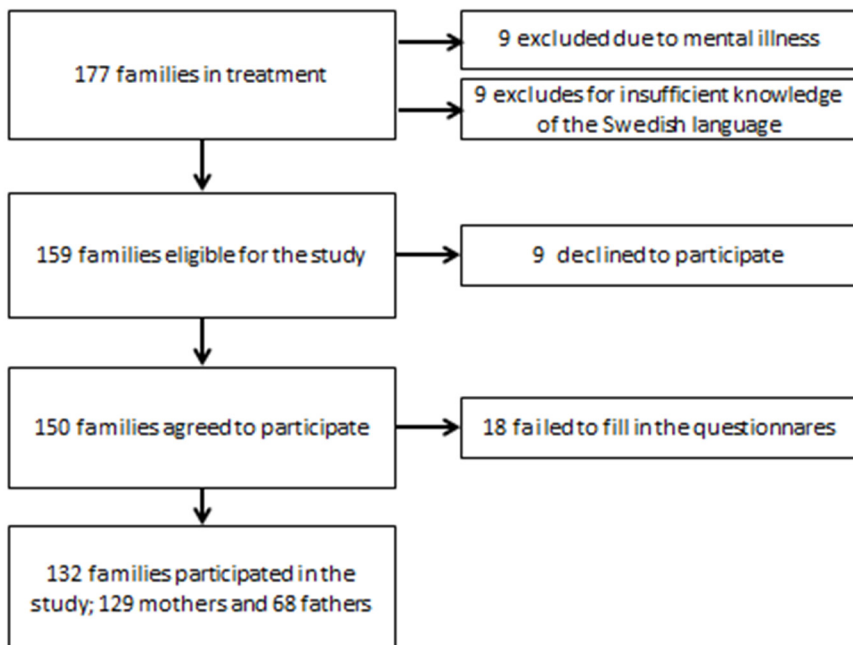 177 families in treatment
9 excluded due to mental illness
9 excludes for insufficient knowledge
of the Swedish language
159 families eligible for the study
9 declined to participate
150 families agreed to participate
18 failed to fill in the questionnares
132 families participated in the
study; 129 mothers and 68 fathers